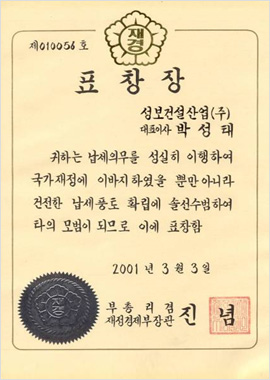 재경
제010056호
표창장
성보건설산업(주)
대표이사 박성태
귀하는 납세의무를 성실히 이행하여
국가재정에 이바지하였을 뿐만아니라
건전한 납세풍토 확립에 솔선수범하여
타의 모범이 되므로 이에 표창함
2001년 3월 3일
재경
부총리겸
재정경제부장관 진념